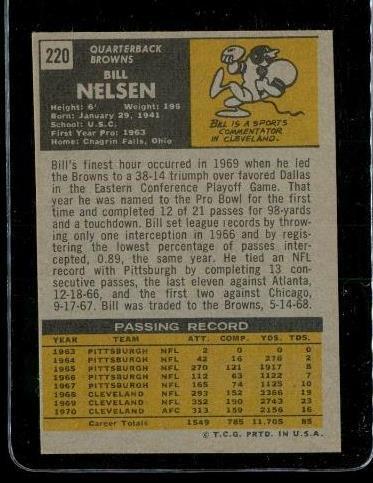 220
QUARTERBACK
BROWNS
BILL
NELSEN
Height: 6' Weight: 195
Born: January 29, 1941
School: U.S.C.
First Year Pro: 1963
Home: Chagrin Falls, Ohio
BILL IS A SPORTS
COMMENTATOR
IN CLEVELAND.
Bill's finest hour occurred in 1969 when he led
the Browns to a 38-14 triumph over favored Dallas
in the Eastern Conference Playoff Game. That
year he was named to the Pro Bowl for the first
time and completed 12 of 21 passes for 98-yards
and a touchdown. Bill set league records by throw-
ing only one interception in 1966 and by regis-
tering the lowest percentage of passes inter-
cepted, 0.89, the same year. He tied an NFL
record with Pittsburgh by completing 13 con-
secutive passes, the last eleven against Atlanta,
12-18-66, and the first two against Chicago,
9-17-67. Bill was traded to the Browns, 5-14-68.
PASSING RECORD
YEAR TEAM ATT. COMP. YDS. TDS.
1963 PITTSBURGH NFL 2 0 0 0
1964 PITTSBURGH NFL 42 16 276 2
1965 PITTSBURGH NFL 270 121 1917 8
1966 PITTSBURGH NFL 112 63 1122 7
1967 PITTSBURGH NFL 165 74 1125 10
1968 CLEVELAND NFL 293 152 2366 19
1969 CLEVELAND NFL 352 190 2743 23
1970 CLEVELAND AFC 313 159 2156 16
Career Totals 1549 785 11,705 85
© T.C.G. PRTD. IN U.S.A.